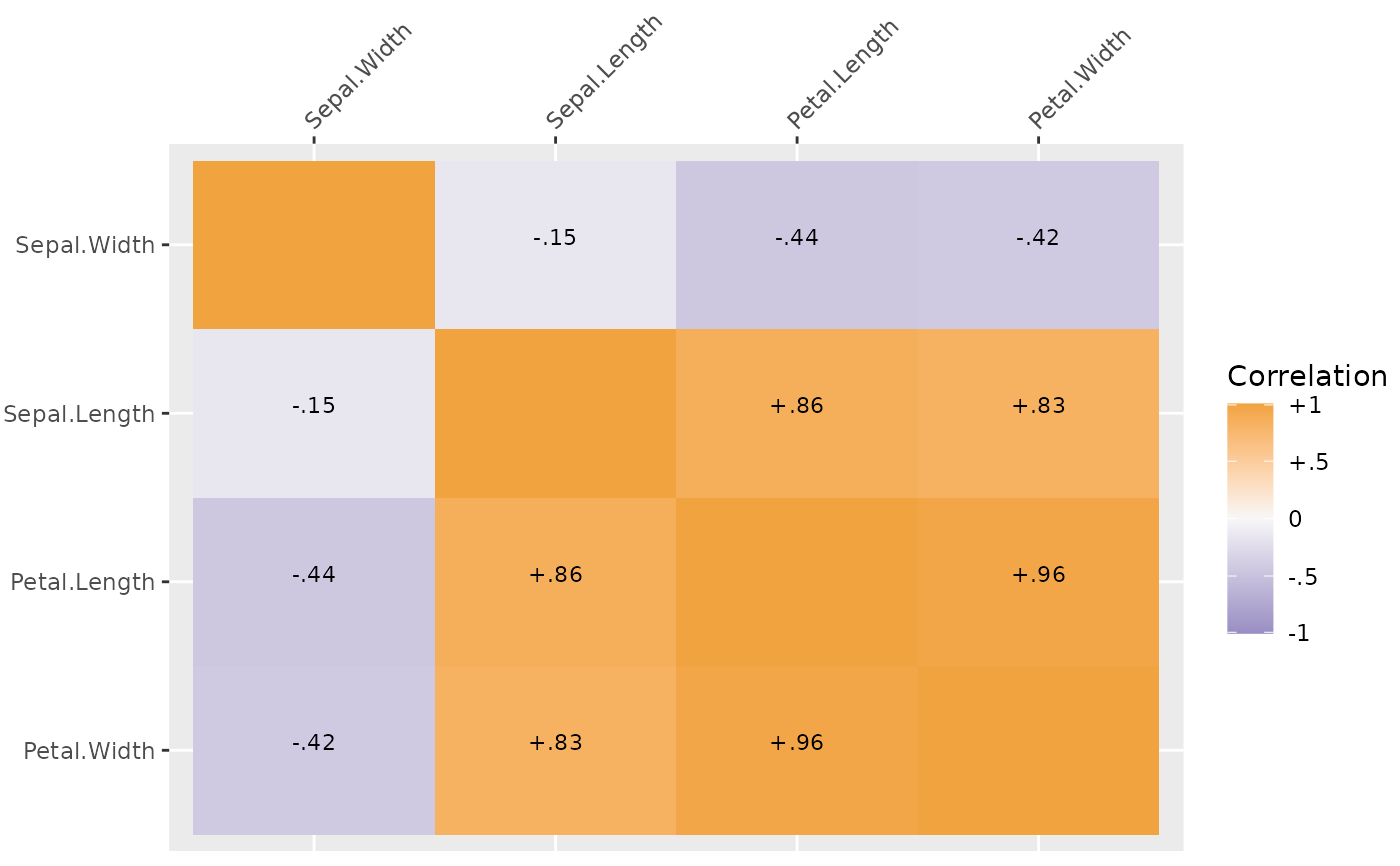 Sepal.Width Sepal.Length Petal.Length Petal.Width
Sepal.Width -.15 -.44 -.42
Sepal.Length -.15 +.86 +.83
Petal.Length -.44 +.86 +.96
Petal.Width -.42 +.83 +.96
Correlation
+1
+.5
0
-.5
-1